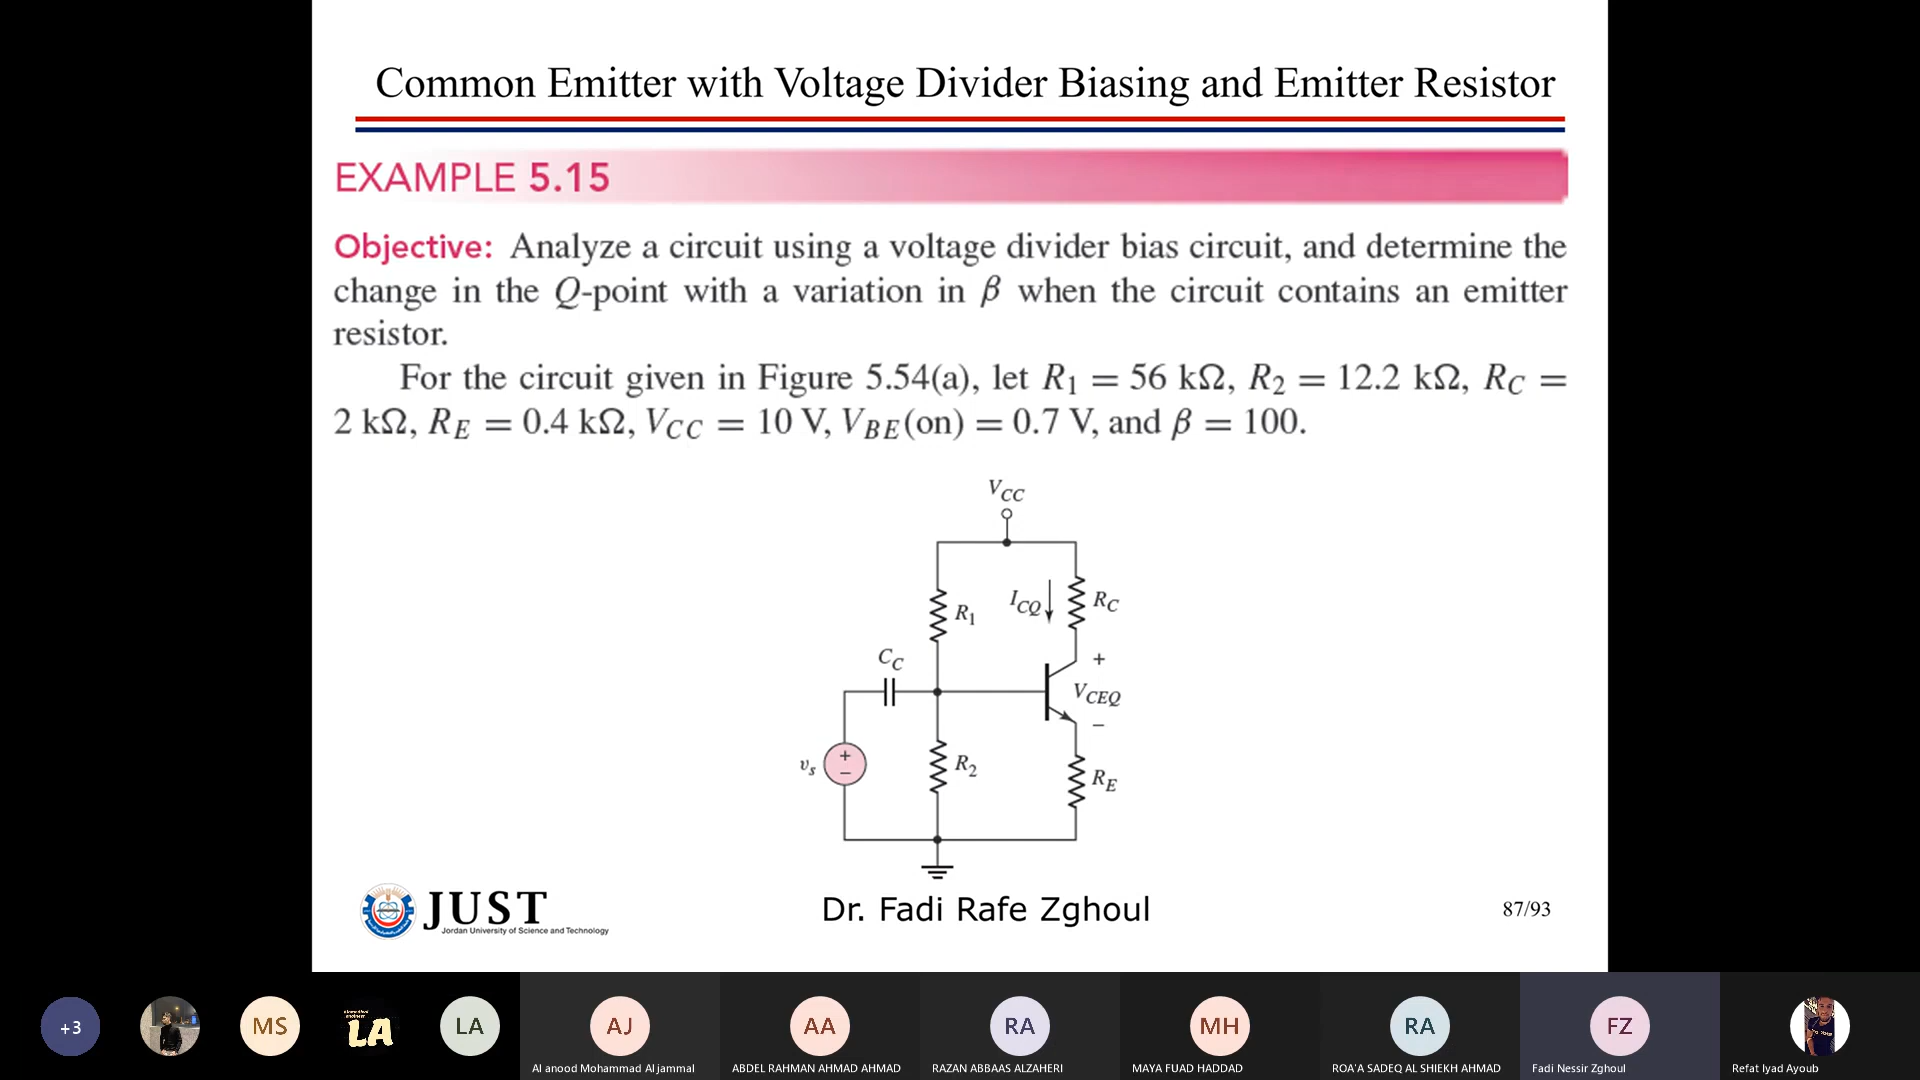 Common Emitter with Voltage Divider Biasing and Emitter Resistor
EXAMPLE 5.15
Objective: Analyze a circuit using a voltage divider bias circuit, and determine the
change in the Q-point with a variation in β when the circuit contains an emitter
resistor.
For the circuit given in Figure 5.54(a), let R1 = 56 kΩ, R2 = 12.2 kΩ, RC =
2 kΩ, RE = 0.4 kΩ, VCC = 10 V, VBE(on) = 0.7 V, and β = 100.
VCC
R1
ICQ
RC
CC
+
VCEQ
−
vs
+
−
R2
RE
JUST
Jordan University of Science and Technology
Dr. Fadi Rafe Zghoul
87/93
+3
MS
LA
LA
AJ
AA
RA
MH
RA
FZ
Al anood Mohammad Al jammal
ABDEL RAHMAN AHMAD AHMAD
RAZAN ABBAAS ALZAHERI
MAYA FUAD HADDAD
ROA'A SADEQ AL SHIEKH AHMAD
Fadi Nessir Zghoul
Refat Iyad Ayoub